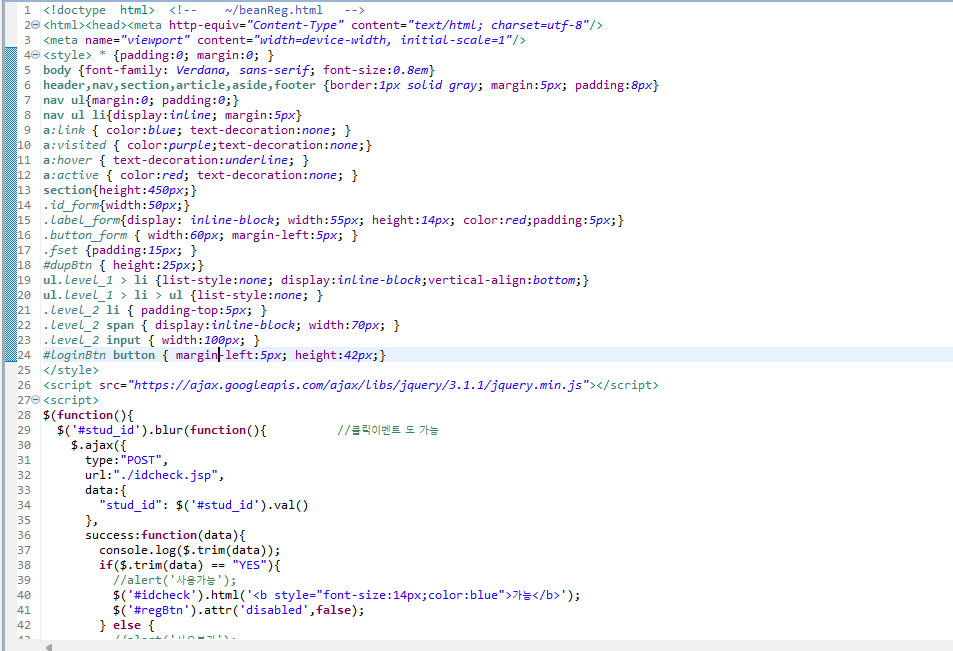 1 <!doctype html> <!-- ~/beanReg.html -->
2 <html><head><meta http-equiv="Content-Type" content="text/html; charset=utf-8"/>
3 <meta name="viewport" content="width=device-width, initial-scale=1"/>
4 <style> * {padding:0; margin:0; }
5 body {font-family: Verdana, sans-serif; font-size:0.8em}
6 header,nav,section,article,aside,footer {border:1px solid gray; margin:5px; padding:8px}
7 nav ul{margin:0; padding:0;}
8 nav ul li{display:inline; margin:5px}
9 a:link { color:blue; text-decoration:none; }
10 a:visited { color:purple;text-decoration:none;}
11 a:hover { text-decoration:underline; }
12 a:active { color:red; text-decoration:none; }
13 section{height:450px;}
14 .id_form{width:50px;}
15 .label_form{display: inline-block; width:55px; height:14px; color:red;padding:5px;}
16 .button_form { width:60px; margin-left:5px; }
17 .fset {padding:15px; }
18 #dupBtn { height:25px;}
19 ul.level_1 > li {list-style:none; display:inline-block;vertical-align:bottom;}
20 ul.level_1 > li > ul {list-style:none; }
21 .level_2 li { padding-top:5px; }
22 .level_2 span { display:inline-block; width:70px; }
23 .level_2 input { width:100px; }
24 #loginBtn button { margin-left:5px; height:42px;}
25 </style>
26 <script src="https://ajax.googleapis.com/ajax/libs/jquery/3.1.1/jquery.min.js"></script>
27 <script>
28 $(function(){
29 $('#stud_id').blur(function(){ //클릭이벤트 도 가능
30 $.ajax({
31 type:"POST",
32 url:"./idcheck.jsp",
33 data:{
34 "stud_id": $('#stud_id').val()
35 },
36 success:function(data){
37 console.log($.trim(data));
38 if($.trim(data) == "YES"){
39 //alert('사용가능');
40 $('#idcheck').html('<b style="font-size:14px;color:blue">가능</b>');
41 $('#regBtn').attr('disabled',false);
42 } else {